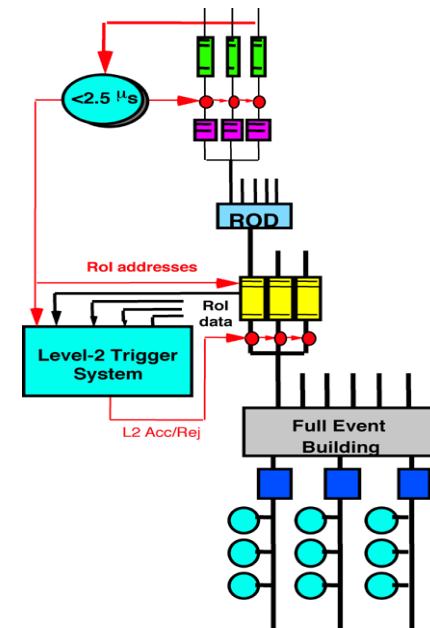 <2.5 μs
ROD
RoI addresses
RoI
data
Level-2 Trigger
System
L2 Acc/Rej
Full Event
Building